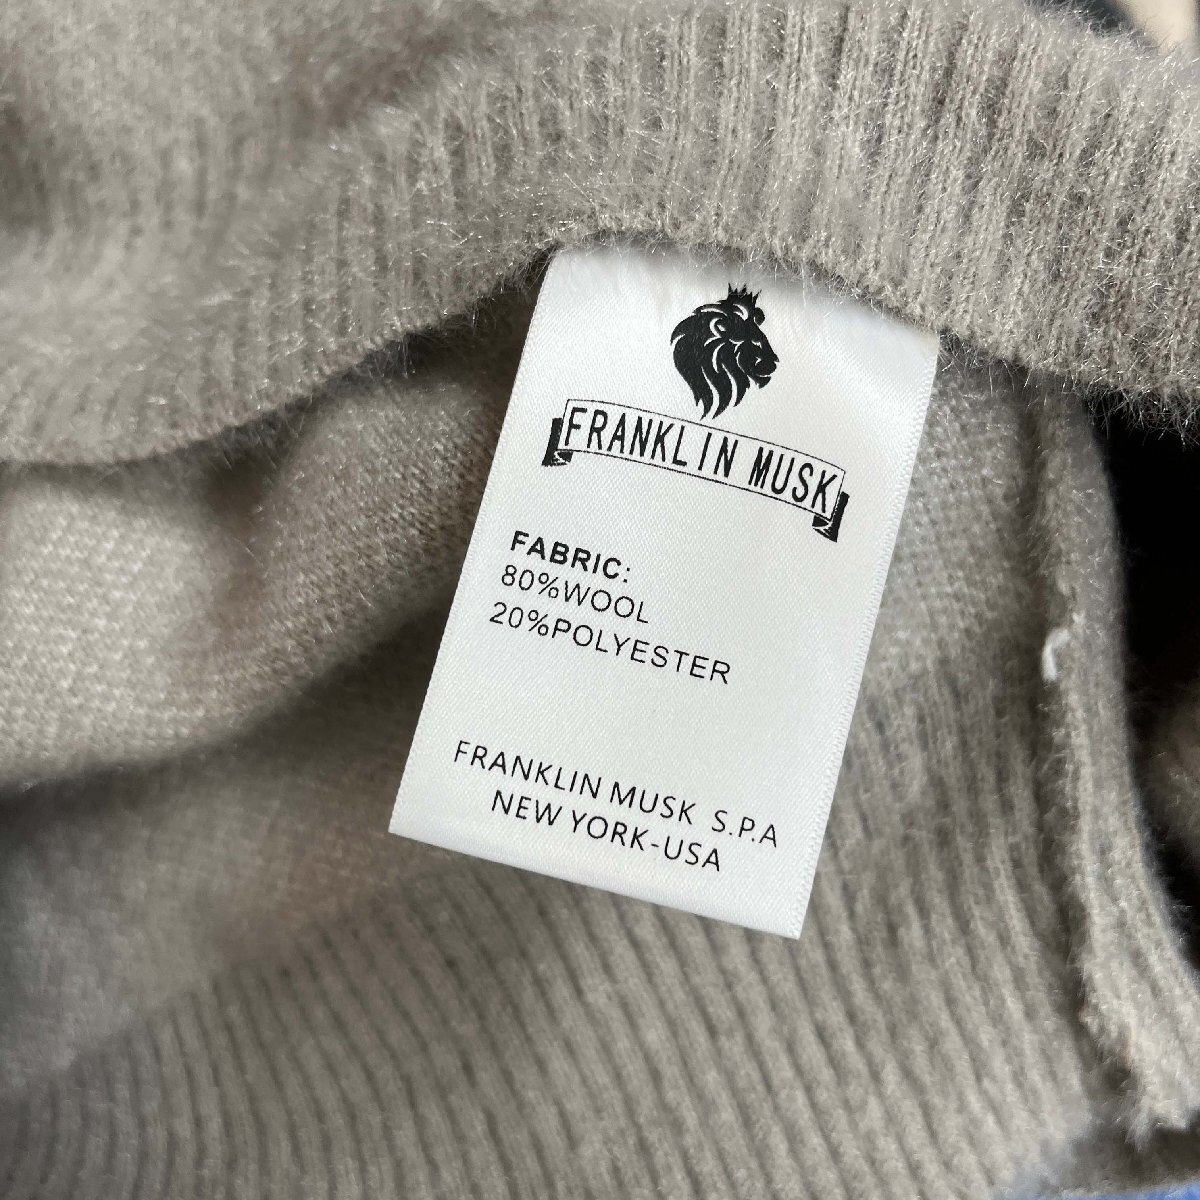 FRANKLIN MUSK
FABRIC:
80%WOOL
20%POLYESTER
FRANKLIN MUSK S.P.A
NEW YORK-USA